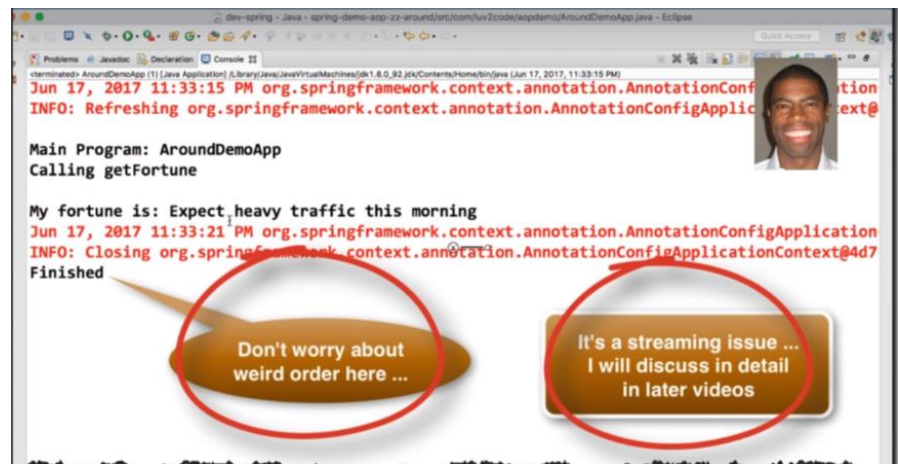 dev-spring - Java - spring-demo-aop-zz-around/src/com/luv2code/aopdemo/AroundDemoApp.java - Eclipse
Quick Access
Problems Javadoc Declaration Console
<terminated> AroundDemoApp (1) [Java Application] /Library/Java/JavaVirtualMachines/jdk1.8.0_92.jdk/Contents/Home/bin/java (Jun 17, 2017, 11:33:15 PM)
Jun 17, 2017 11:33:15 PM org.springframework.context.annotation.AnnotationConf tion
INFO: Refreshing org.springframework.context.annotation.AnnotationConfigApplic ext@
Main Program: AroundDemoApp
Calling getFortune
My fortune is: Expect heavy traffic this morning
Jun 17, 2017 11:33:21 PM org.springframework.context.annotation.AnnotationConfigApplication
INFO: Closing org.springframework.context.annotation.AnnotationConfigApplicationContext@4d7
Finished
Don't worry about
weird order here ...
It's a streaming issue ...
I will discuss in detail
in later videos